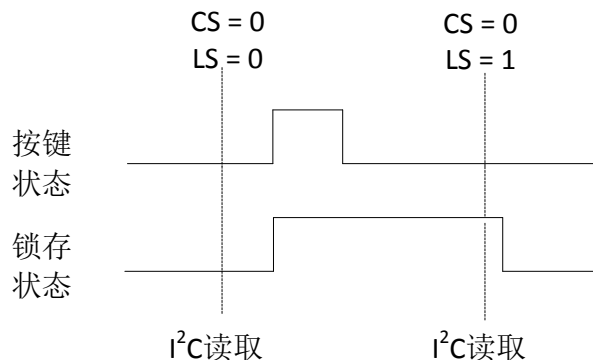 CS = 0
LS = 0
CS = 0
LS = 1
按键
状态
锁存
状态
I²C读取
I²C读取